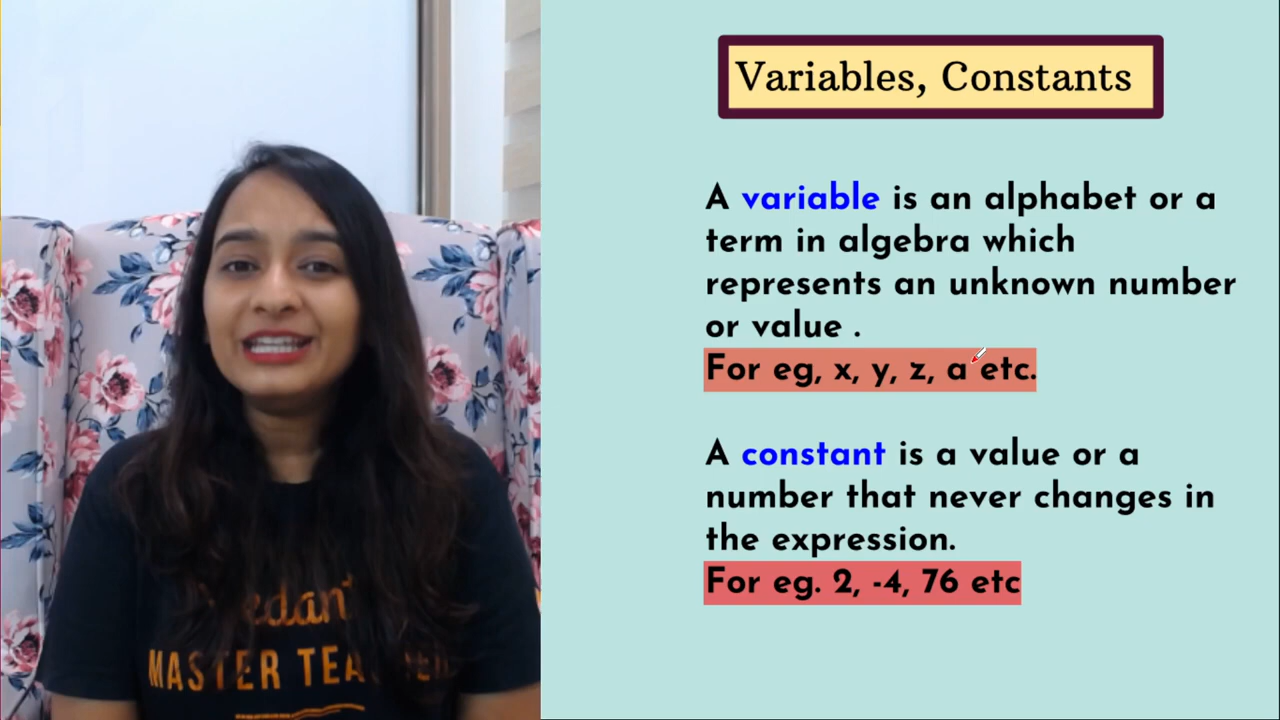 Variables, Constants
A variable is an alphabet or a
term in algebra which
represents an unknown number
or value .
For eg, x, y, z, a etc.
A constant is a value or a
number that never changes in
the expression.
For eg. 2, -4, 76 etc
MASTER